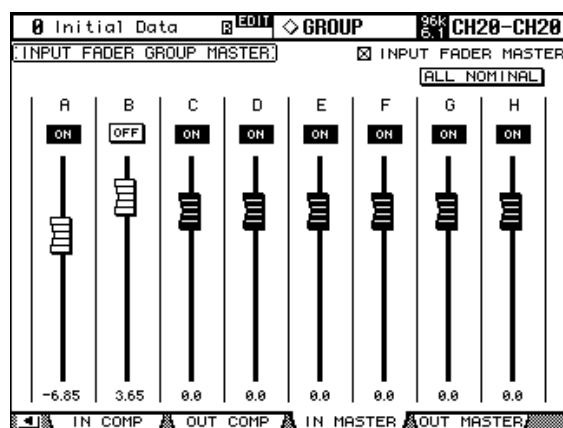 0 Initial Data R EDIT ◇ GROUP 96k 6.1 CH20-CH20
INPUT FADER GROUP MASTER
INPUT FADER MASTER
ALL NOMINAL
A B C D E F G H
ON OFF ON ON ON ON ON ON
-6.85 3.65 0.0 0.0 0.0 0.0 0.0 0.0
IN COMP OUT COMP IN MASTER OUT MASTER